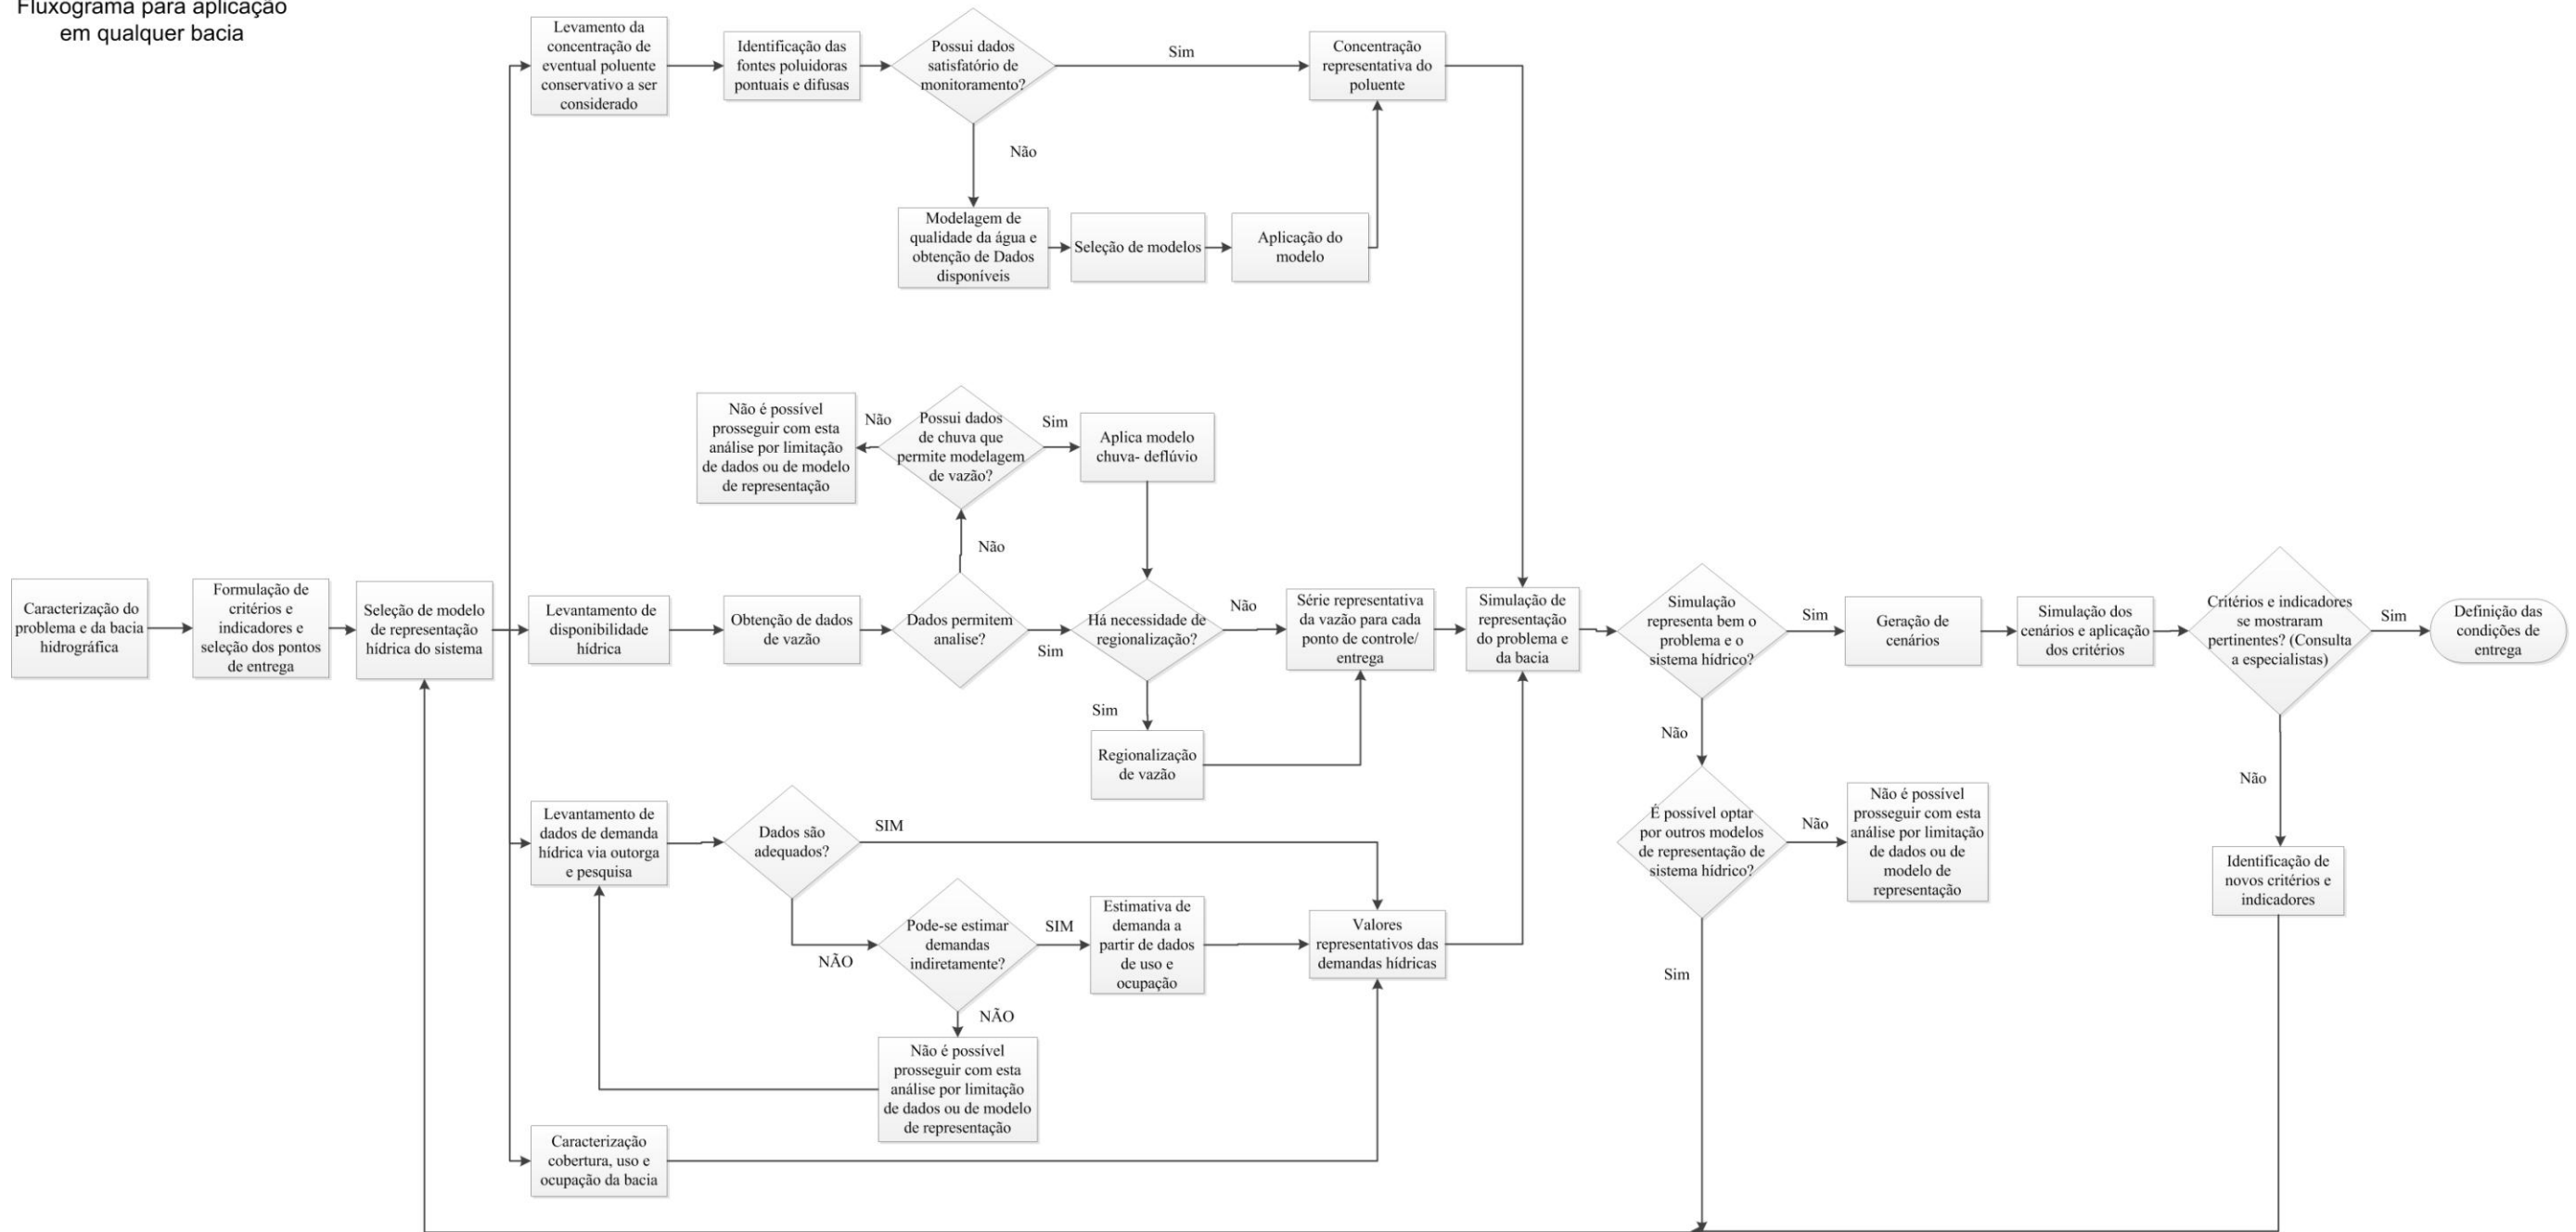 Fluxograma para aplicação
em qualquer bacia
Levamento da
concentração de
eventual poluente
conservativo a ser
considerado
Identificação das
fontes poluidoras
pontuais e difusas
Possui dados
satisfatório de
monitoramento?
Sim
Concentração
representativa do
poluente
Não
Modelagem de
qualidade da água e
obtenção de Dados
disponíveis
Seleção de modelos
Aplicação do
modelo
Não é possível
prosseguir com esta
análise por limitação
de dados ou de modelo
de representação
Não
Possui dados
de chuva que
permite modelagem
de vazão?
Sim
Aplica modelo
chuva- deflúvio
Não
Caracterização do
problema e da bacia
hidrográfica
Formulação de
critérios e
indicadores e
seleção dos pontos
de entrega
Seleção de modelo
de representação
hídrica do sistema
Levantamento de
disponibilidade
hídrica
Obtenção de dados
de vazão
Dados permitem
analise?
Sim
Há necessidade de
regionalização?
Não
Série representativa
da vazão para cada
ponto de controle/
entrega
Simulação de
representação
do problema e
da bacia
Simulação
representa bem o
problema e o
sistema hídrico?
Sim
Geração de
cenários
Simulação dos
cenários e aplicação
dos critérios
Critérios e indicadores
se mostraram
pertinentes? (Consulta
a especialistas)
Sim
Definição das
condições de
entrega
Sim
Regionalização
de vazão
Não
Não
Levantamento de
dados de demanda
hídrica via outorga
e pesquisa
Dados são
adequados?
SIM
É possível optar
por outros modelos
de representação de
sistema hídrico?
Não
Não é possível
prosseguir com esta
análise por limitação
de dados ou de
modelo de
representação
Identificação de
novos critérios e
indicadores
NÃO
Pode-se estimar
demandas
indiretamente?
SIM
Estimativa de
demanda a
partir de dados
de uso e
ocupação
Valores
representativos das
demandas hídricas
Sim
NÃO
Não é possível
prosseguir com esta
análise por limitação
de dados ou de modelo
de representação
Caracterização
cobertura, uso e
ocupação da bacia